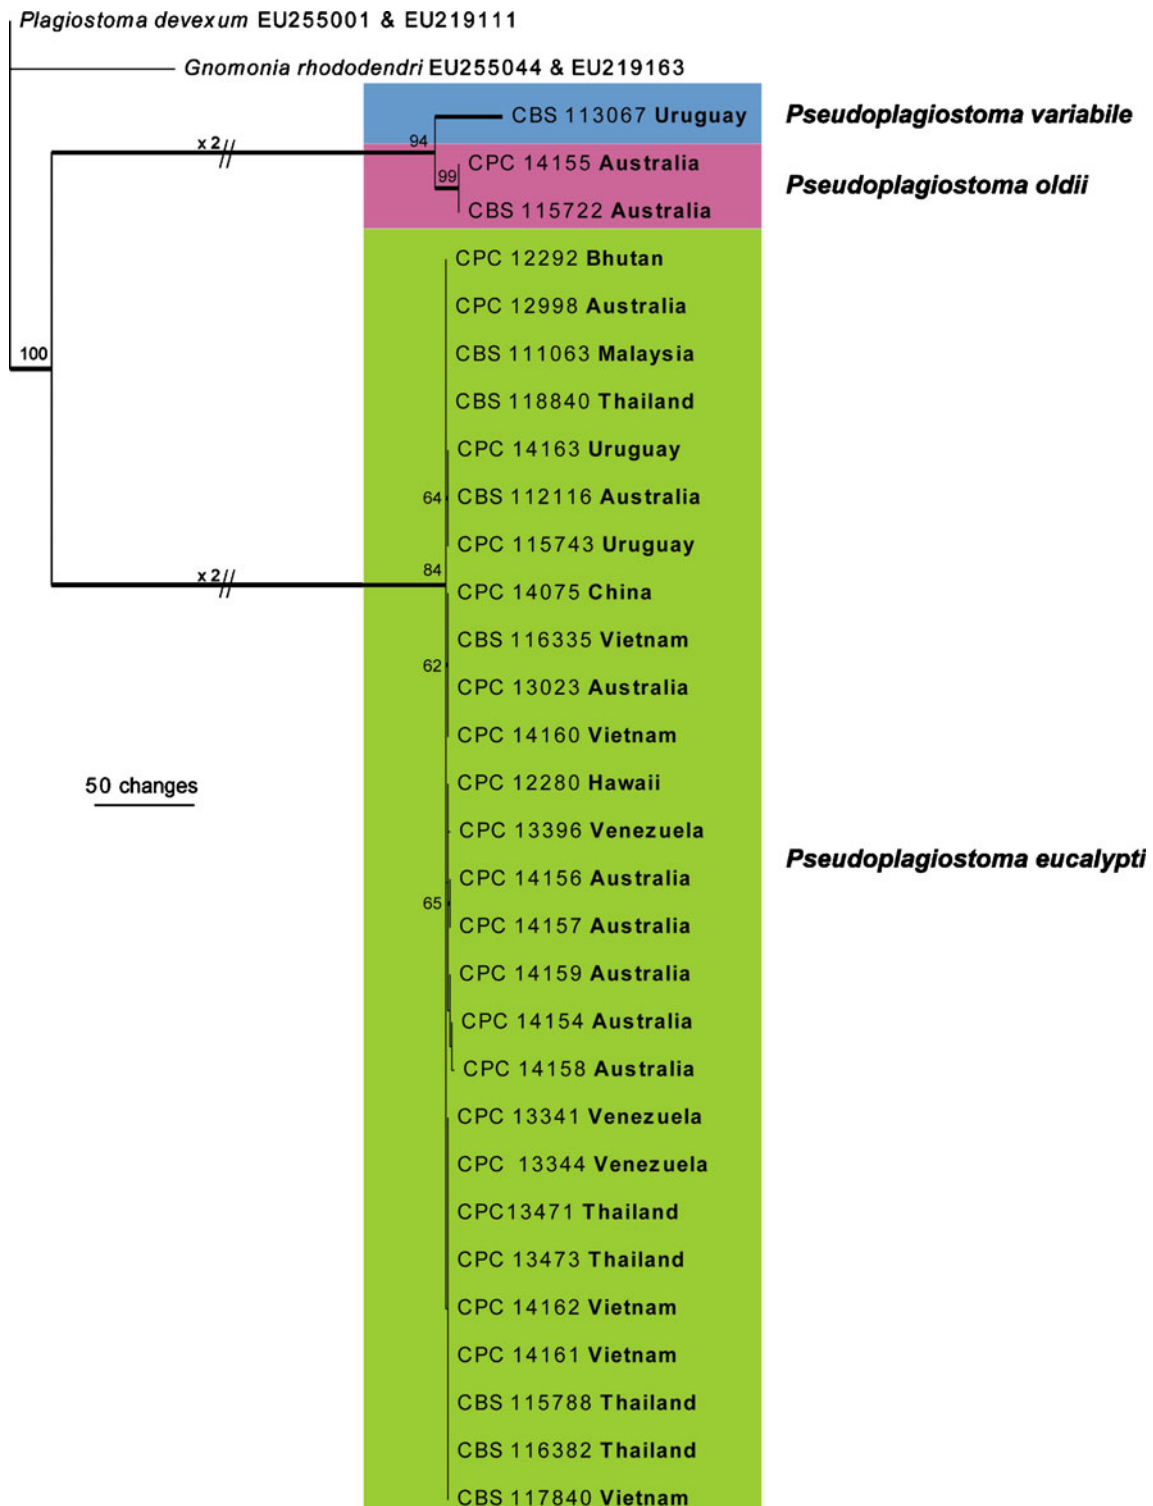 Plagiostoma devexum EU255001 & EU219111
Gnomonia rhododendri EU255044 & EU219163
CBS 113067 Uruguay
Pseudoplagiostoma variabile
x 2
94
CPC 14155 Australia
99
Pseudoplagiostoma oldii
CBS 115722 Australia
CPC 12292 Bhutan
CPC 12998 Australia
CBS 111063 Malaysia
100
CBS 118840 Thailand
CPC 14163 Uruguay
64
CBS 112116 Australia
CPC 115743 Uruguay
x 2
84
CPC 14075 China
CBS 116335 Vietnam
62
CPC 13023 Australia
CPC 14160 Vietnam
50 changes
CPC 12280 Hawaii
CPC 13396 Venezuela
Pseudoplagiostoma eucalypti
CPC 14156 Australia
65
CPC 14157 Australia
CPC 14159 Australia
CPC 14154 Australia
CPC 14158 Australia
CPC 13341 Venezuela
CPC 13344 Venezuela
CPC13471 Thailand
CPC 13473 Thailand
CPC 14162 Vietnam
CPC 14161 Vietnam
CBS 115788 Thailand
CBS 116382 Thailand
CBS 117840 Vietnam